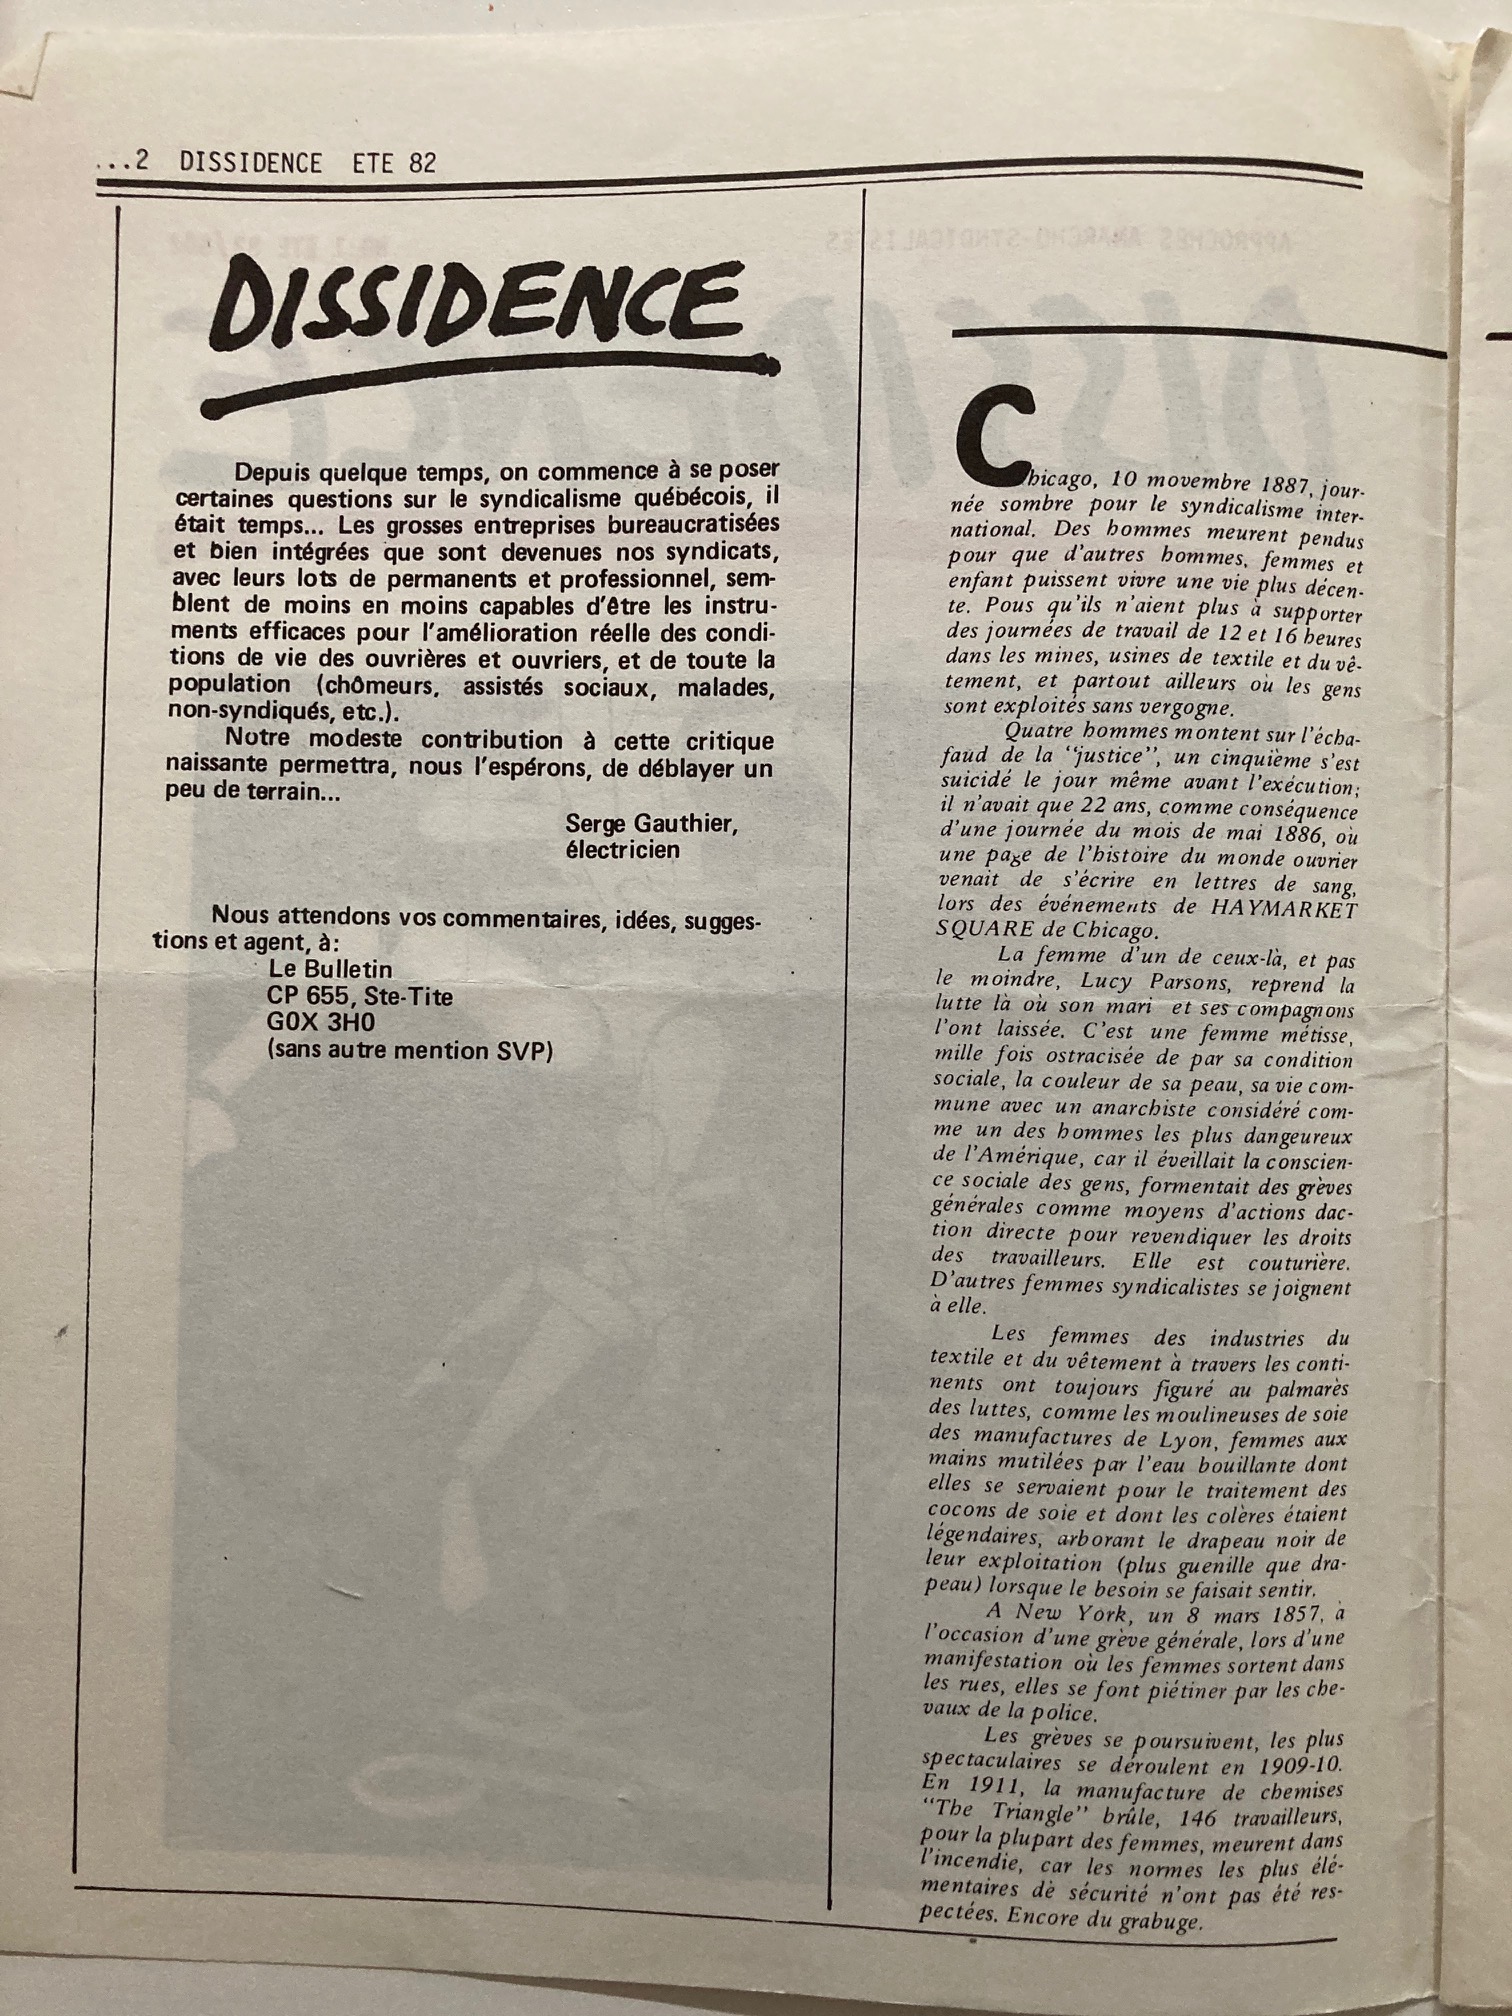 ...2 DISSIDENCE ETE 82
DISSIDENCE
Depuis quelque temps, on commence à se poser
certaines questions sur le syndicalisme québécois, il
était temps... Les grosses entreprises bureaucratisées
et bien intégrées que sont devenues nos syndicats,
avec leurs lots de permanents et professionnel, sem-
blent de moins en moins capables d'être les instru-
ments efficaces pour l'amélioration réelle des condi-
tions de vie des ouvrières et ouvriers, et de toute la
population (chômeurs, assistés sociaux, malades,
non-syndiqués, etc.).
Notre modeste contribution à cette critique
naissante permettra, nous l'espérons, de déblayer un
peu de terrain...
Serge Gauthier,
électricien
Nous attendons vos commentaires, idées, sugges-
tions et agent, à:
Le Bulletin
CP 655, Ste-Tite
G0X 3H0
(sans autre mention SVP)
Chicago, 10 movembre 1887, jour-
née sombre pour le syndicalisme inter-
national. Des hommes meurent pendus
pour que d'autres hommes, femmes et
enfant puissent vivre une vie plus décen-
te. Pous qu'ils n'aient plus à supporter
des journées de travail de 12 et 16 heures
dans les mines, usines de textile et du vê-
tement, et partout ailleurs où les gens
sont exploités sans vergogne.
Quatre hommes montent sur l'écha-
faud de la "justice", un cinquième s'est
suicidé le jour même avant l'exécution;
il n'avait que 22 ans, comme conséquence
d'une journée du mois de mai 1886, où
une page de l'histoire du monde ouvrier
venait de s'écrire en lettres de sang,
lors des événements de HAYMARKET
SQUARE de Chicago.
La femme d'un de ceux-là, et pas
le moindre, Lucy Parsons, reprend la
lutte là où son mari et ses compagnons
l'ont laissée. C'est une femme métisse,
mille fois ostracisée de par sa condition
sociale, la couleur de sa peau, sa vie com-
mune avec un anarchiste considéré com-
me un des hommes les plus dangeureux
de l'Amérique, car il éveillait la conscien-
ce sociale des gens, formentait des grèves
générales comme moyens d'actions dac-
tion directe pour revendiquer les droits
des travailleurs. Elle est couturière.
D'autres femmes syndicalistes se joignent
à elle.
Les femmes des industries du
textile et du vêtement à travers les conti-
nents ont toujours figuré au palmarès
des luttes, comme les moulineuses de soie
des manufactures de Lyon, femmes aux
mains mutilées par l'eau bouillante dont
elles se servaient pour le traitement des
cocons de soie et dont les colères étaient
légendaires, arborant le drapeau noir de
leur exploitation (plus guenille que dra-
peau) lorsque le besoin se faisait sentir.
A New York, un 8 mars 1857, à
l'occasion d'une grève générale, lors d'une
manifestation où les femmes sortent dans
les rues, elles se font piétiner par les che-
vaux de la police.
Les grèves se poursuivent, les plus
spectaculaires se déroulent en 1909-10.
En 1911, la manufacture de chemises
"The Triangle" brûle, 146 travailleurs,
pour la plupart des femmes, meurent dans
l'incendie, car les normes les plus élé-
mentaires de sécurité n'ont pas été res-
pectées. Encore du grabuge.